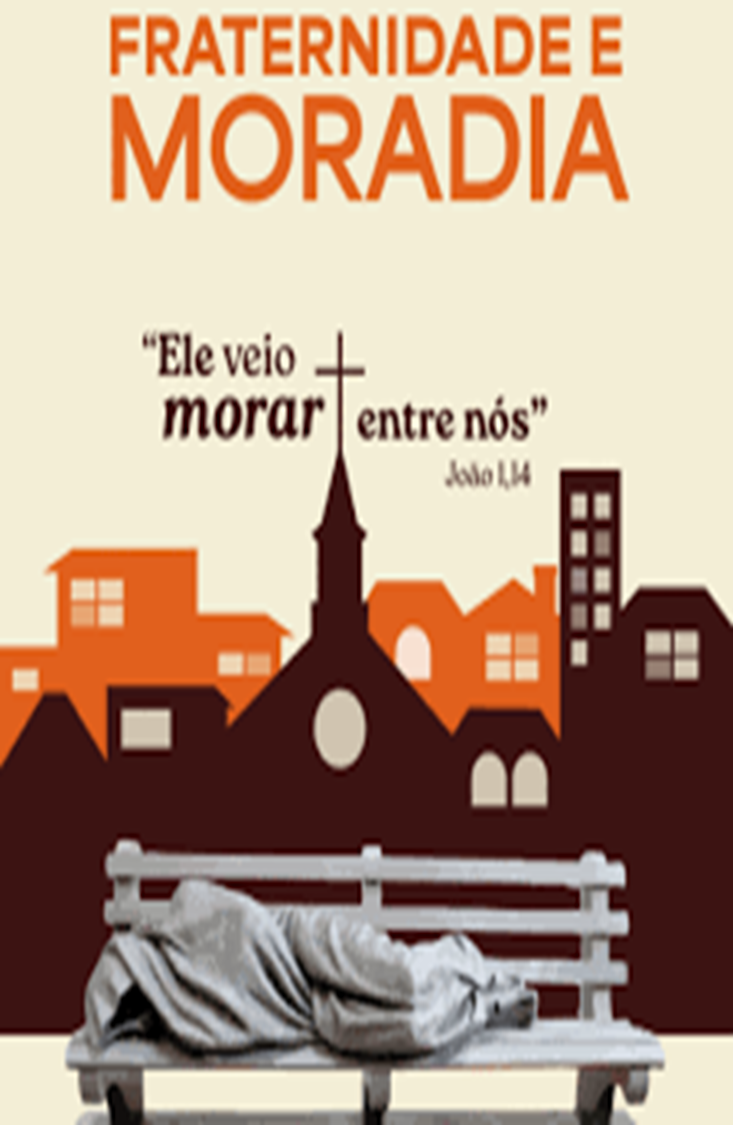 FRATERNIDADE E
MORADIA
“Ele veio
morar entre nós”
João 1,14